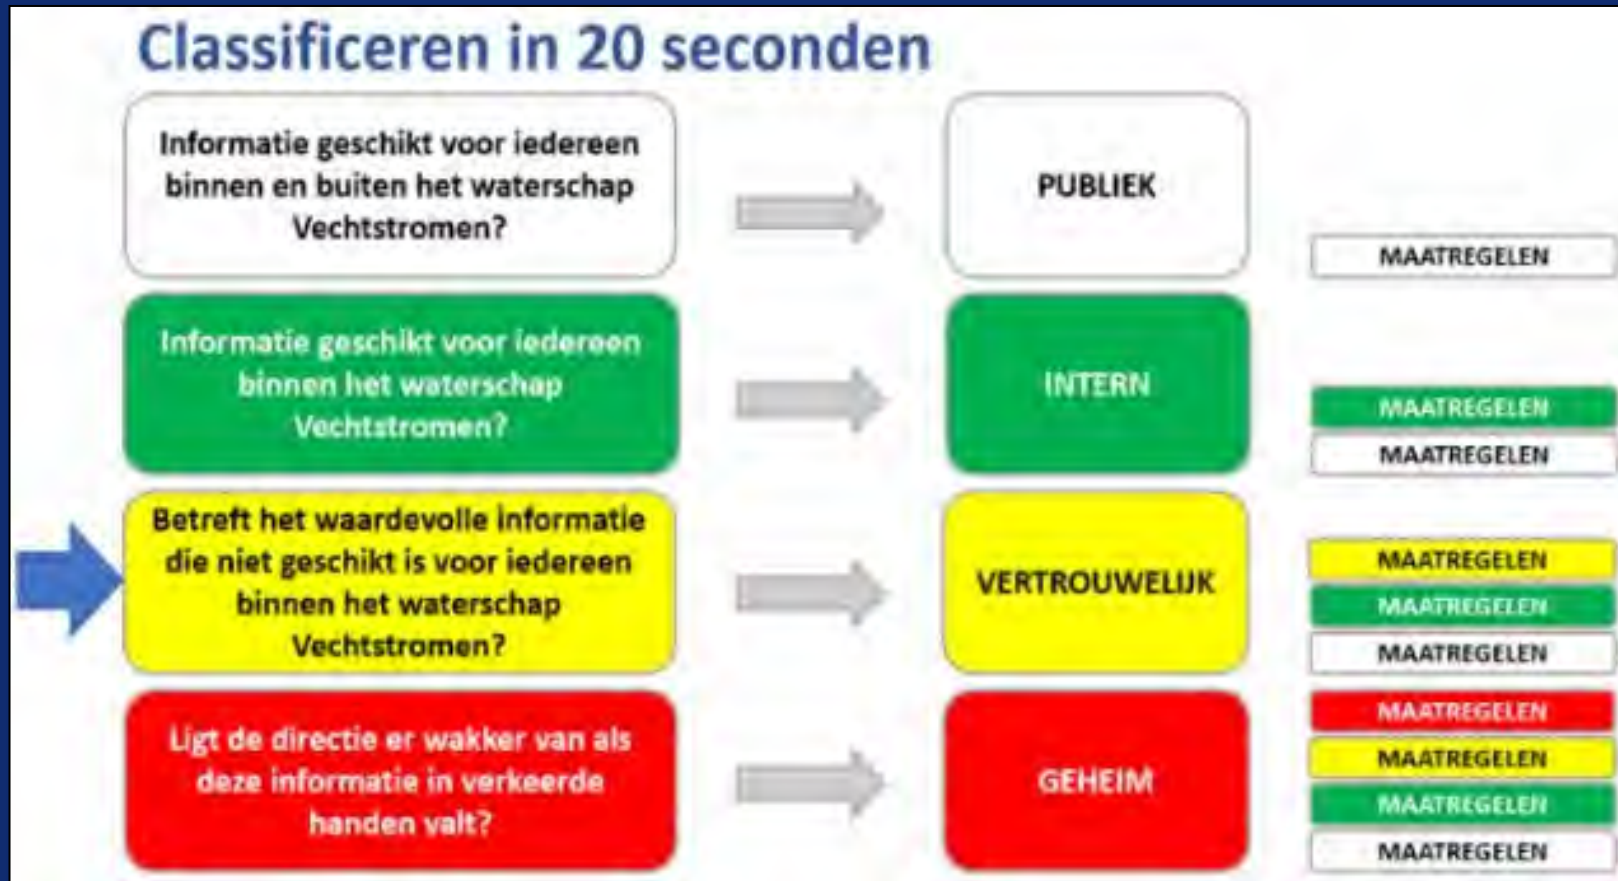 Classificeren in 20 seconden
Informatie geschikt voor iedereen
binnen en buiten het waterschap
Vechtstromen?
PUBLIEK
MAATREGELEN
Informatie geschikt voor iedereen
binnen het waterschap
Vechtstromen?
INTERN
MAATREGELEN
MAATREGELEN
Betreft het waardevolle informatie
die niet geschikt is voor iedereen
binnen het waterschap
Vechtstromen?
VERTROUWELIJK
MAATREGELEN
MAATREGELEN
MAATREGELEN
Ligt de directie er wakker van als
deze informatie in verkeerde
handen valt?
GEHEIM
MAATREGELEN
MAATREGELEN
MAATREGELEN
MAATREGELEN